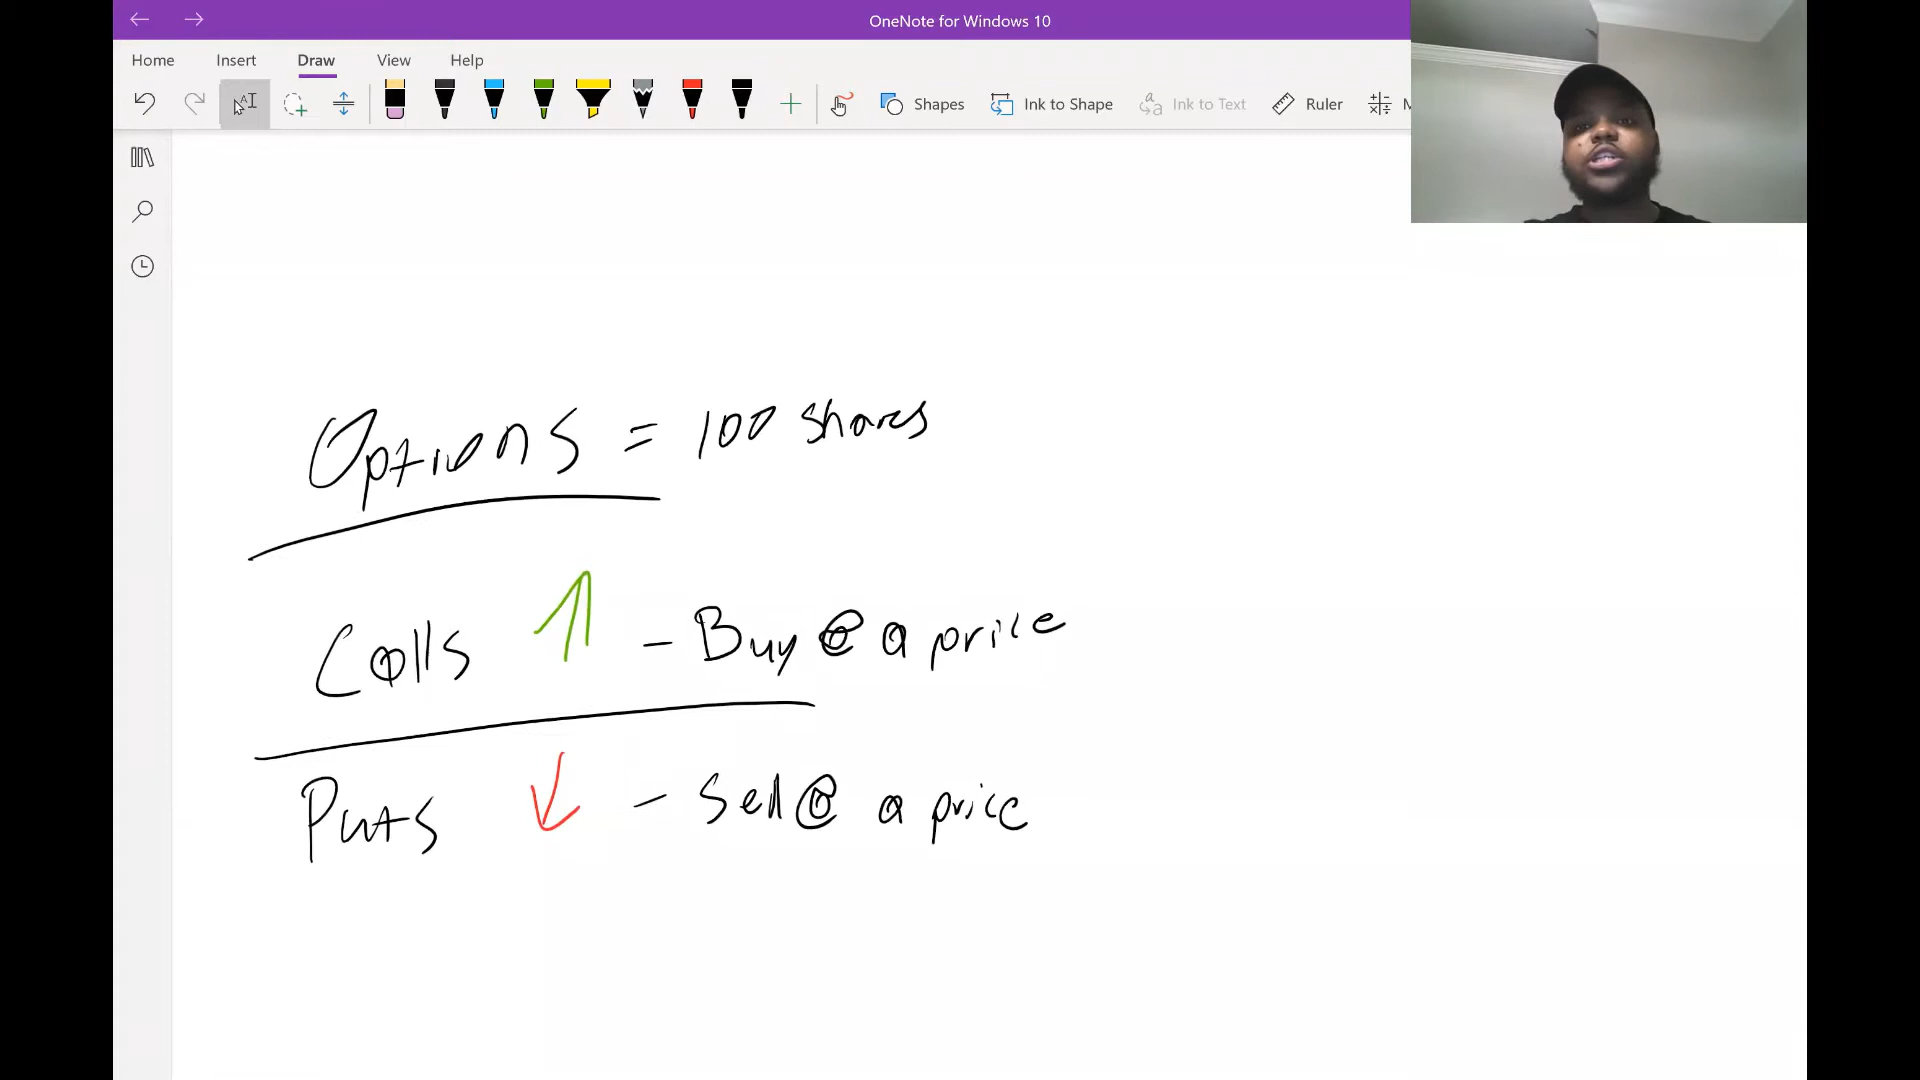 OneNote for Windows 10
Home Insert Draw View Help
Shapes Ink to Shape Ink to Text Ruler M
Options = 100 shares
Calls - Buy @ a price
Puts - Sell @ a price